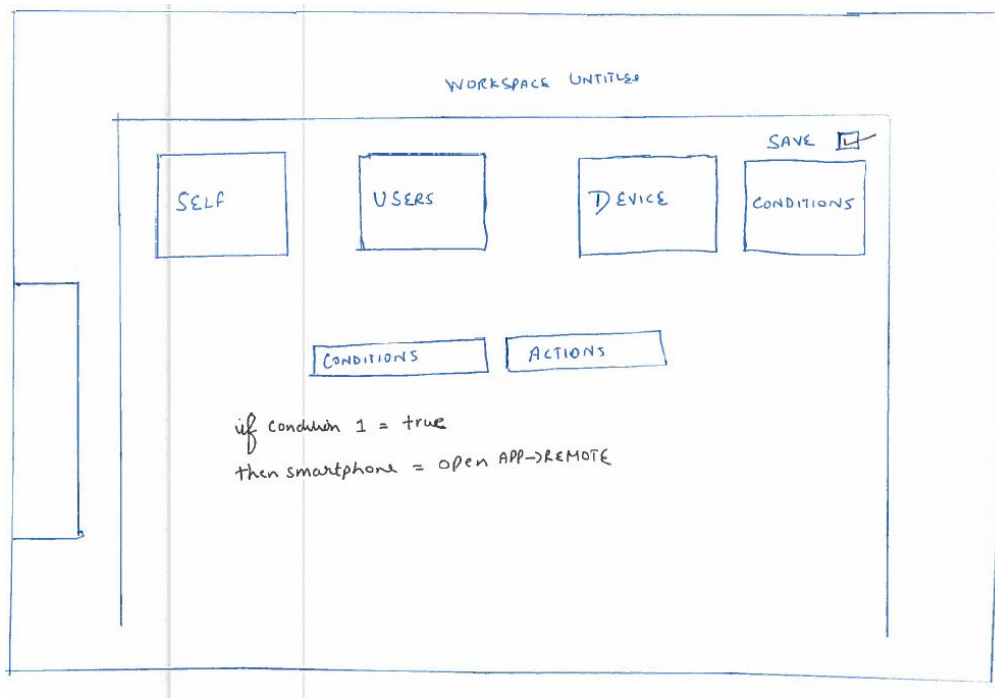 WORKSPACE UNTITLED
SAVE
SELF
USERS
DEVICE
CONDITIONS
CONDITIONS
ACTIONS
if condition 1 = true
then smartphone = open APP->REMOTE